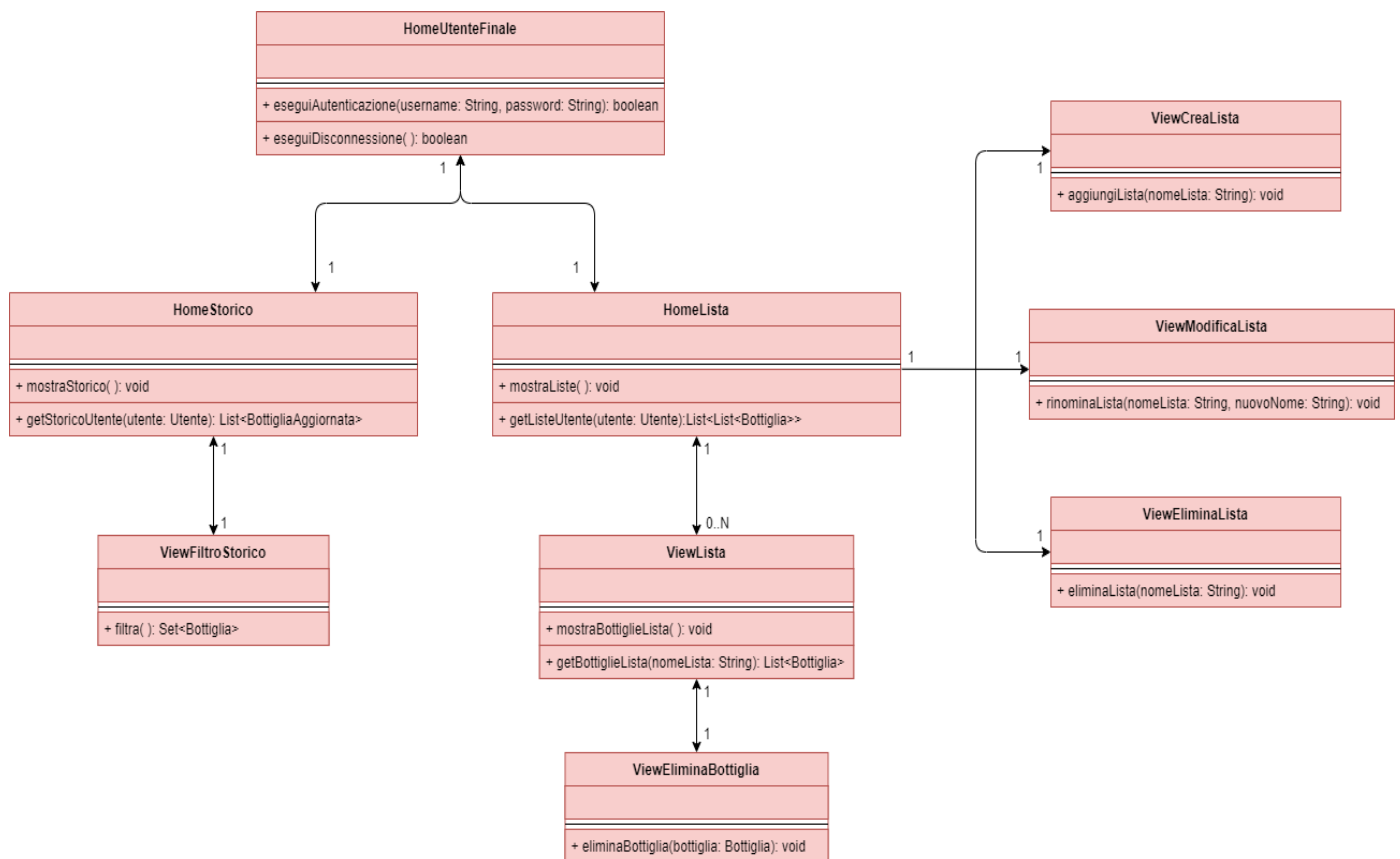 HomeUtenteFinale
+ eseguiAutenticazione(username: String, password: String): boolean
+ eseguiDisconnessione( ): boolean
1
1
1
HomeStorico
+ mostraStorico( ): void
+ getStoricoUtente(utente: Utente): List<BottigliaAggiornata>
1
1
ViewFiltroStorico
+ filtra( ): Set<Bottiglia>
HomeLista
+ mostraListe( ): void
+ getListeUtente(utente: Utente):List<List<Bottiglia>>
1
0..N
ViewLista
+ mostraBottiglieLista( ): void
+ getBottiglieLista(nomeLista: String): List<Bottiglia>
1
1
ViewEliminaBottiglia
+ eliminaBottiglia(bottiglia: Bottiglia): void
1
1
ViewCreaLista
+ aggiungiLista(nomeLista: String): void
1
ViewModificaLista
+ rinominaLista(nomeLista: String, nuovoNome: String): void
1
ViewEliminaLista
+ eliminaLista(nomeLista: String): void